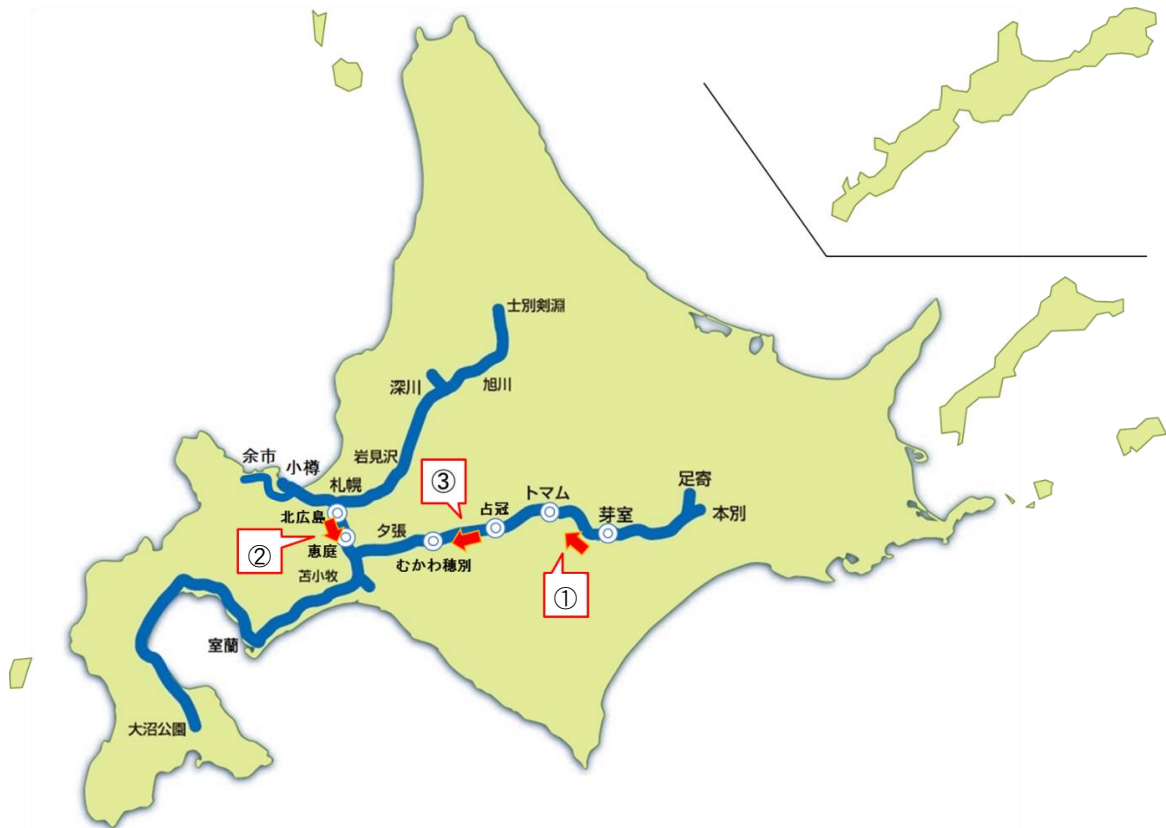 士別剣淵
深川
旭川
余市
小樽
岩見沢
札幌
③
足寄
トマム
北広島
占冠
芽室
本別
夕張
②
恵庭
むかわ穂別
苫小牧
①
室蘭
大沼公園